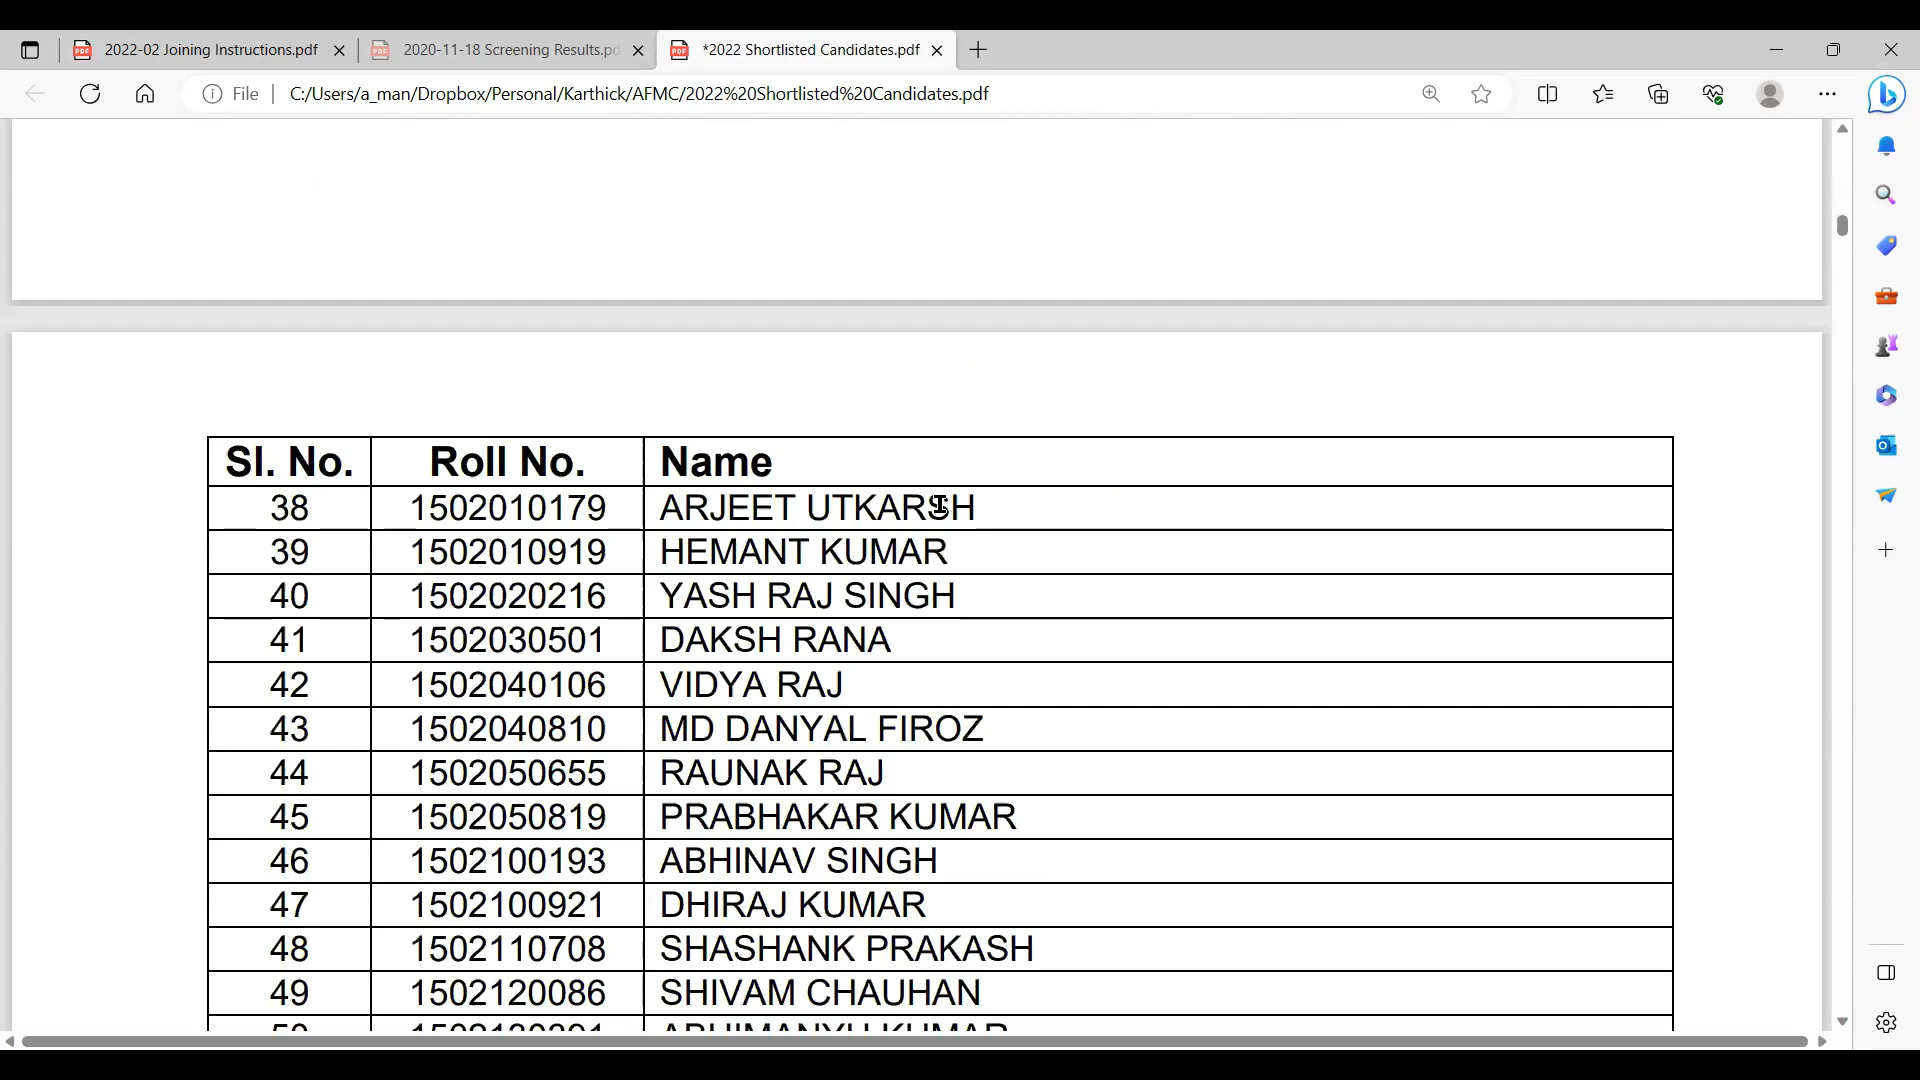 2022-02 Joining Instructions.pdf
2020-11-18 Screening Results.pd
*2022 Shortlisted Candidates.pdf
File
C:/Users/a_man/Dropbox/Personal/Karthick/AFMC/2022%20Shortlisted%20Candidates.pdf
Sl. No. Roll No. Name
38 1502010179 ARJEET UTKARSH
39 1502010919 HEMANT KUMAR
40 1502020216 YASH RAJ SINGH
41 1502030501 DAKSH RANA
42 1502040106 VIDYA RAJ
43 1502040810 MD DANYAL FIROZ
44 1502050655 RAUNAK RAJ
45 1502050819 PRABHAKAR KUMAR
46 1502100193 ABHINAV SINGH
47 1502100921 DHIRAJ KUMAR
48 1502110708 SHASHANK PRAKASH
49 1502120086 SHIVAM CHAUHAN
ABHIMANYU KUMAR